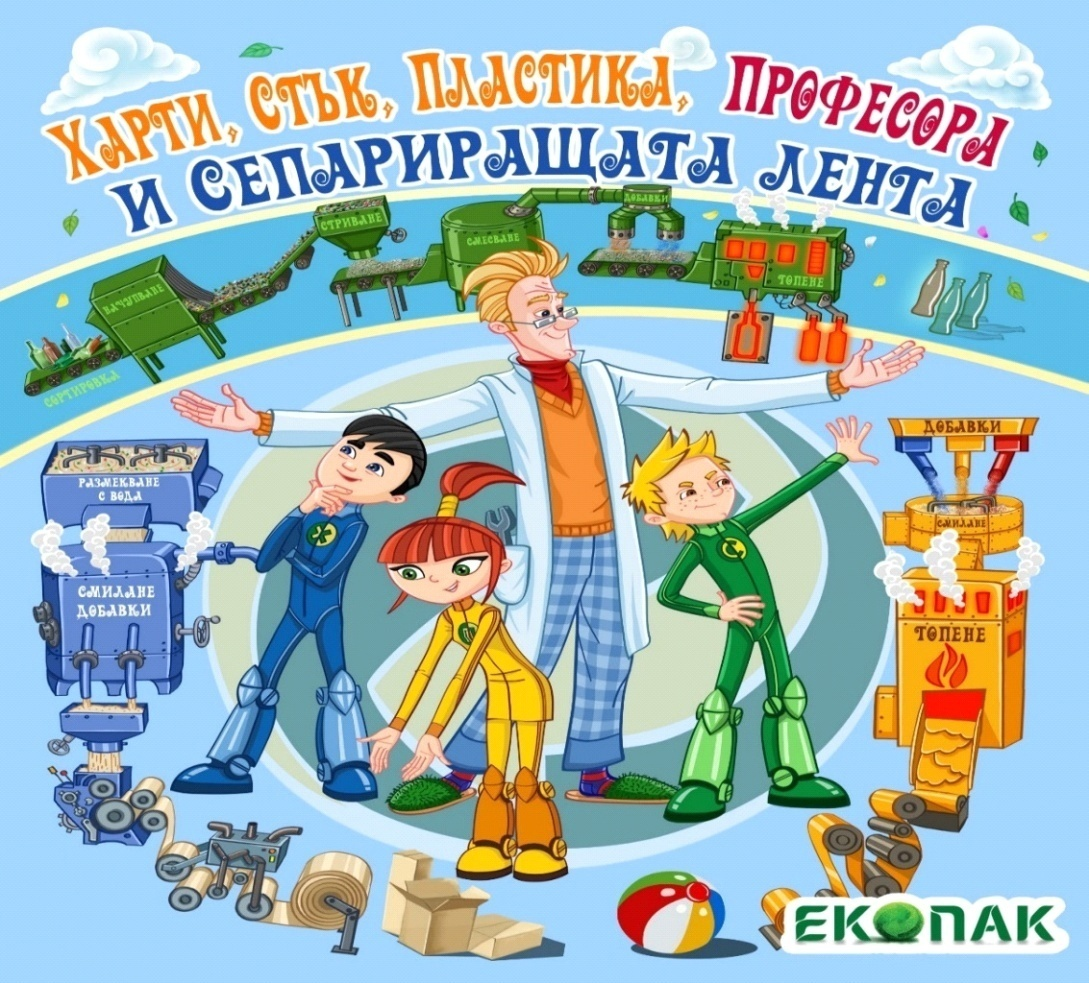 ХАРТИ, СТЪК, ПЛАСТИКА, ПРОФЕСОРА
И СЕПАРИРАЩАТА ЛЕНТА
СОРТИРОВКА
НАЧУПВАНЕ
СТРИВАНЕ
СМЕСВАНЕ
ДОБАВКИ
ТОПЕНЕ
РАЗМЕКВАНЕ
С ВОДА
СМИЛАНЕ
ДОБАВКИ
ДОБАВКИ
СМИЛАНЕ
ТОПЕНЕ
ЕКОПАК